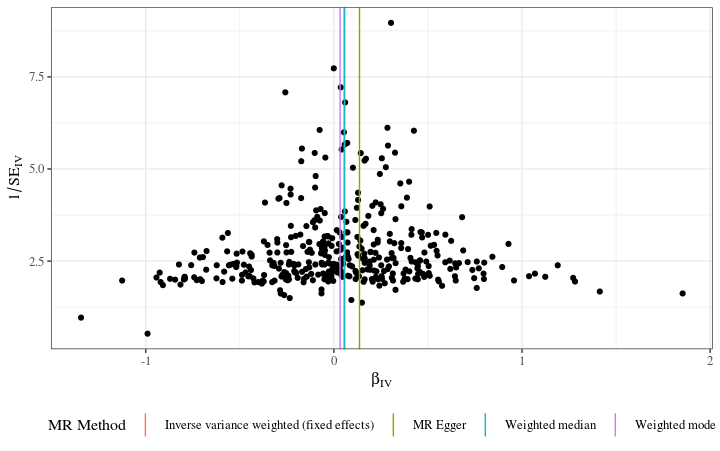 7.5
5.0
2.5
1/SE_IV
-1
0
1
2
β_IV
MR Method
Inverse variance weighted (fixed effects)
MR Egger
Weighted median
Weighted mode